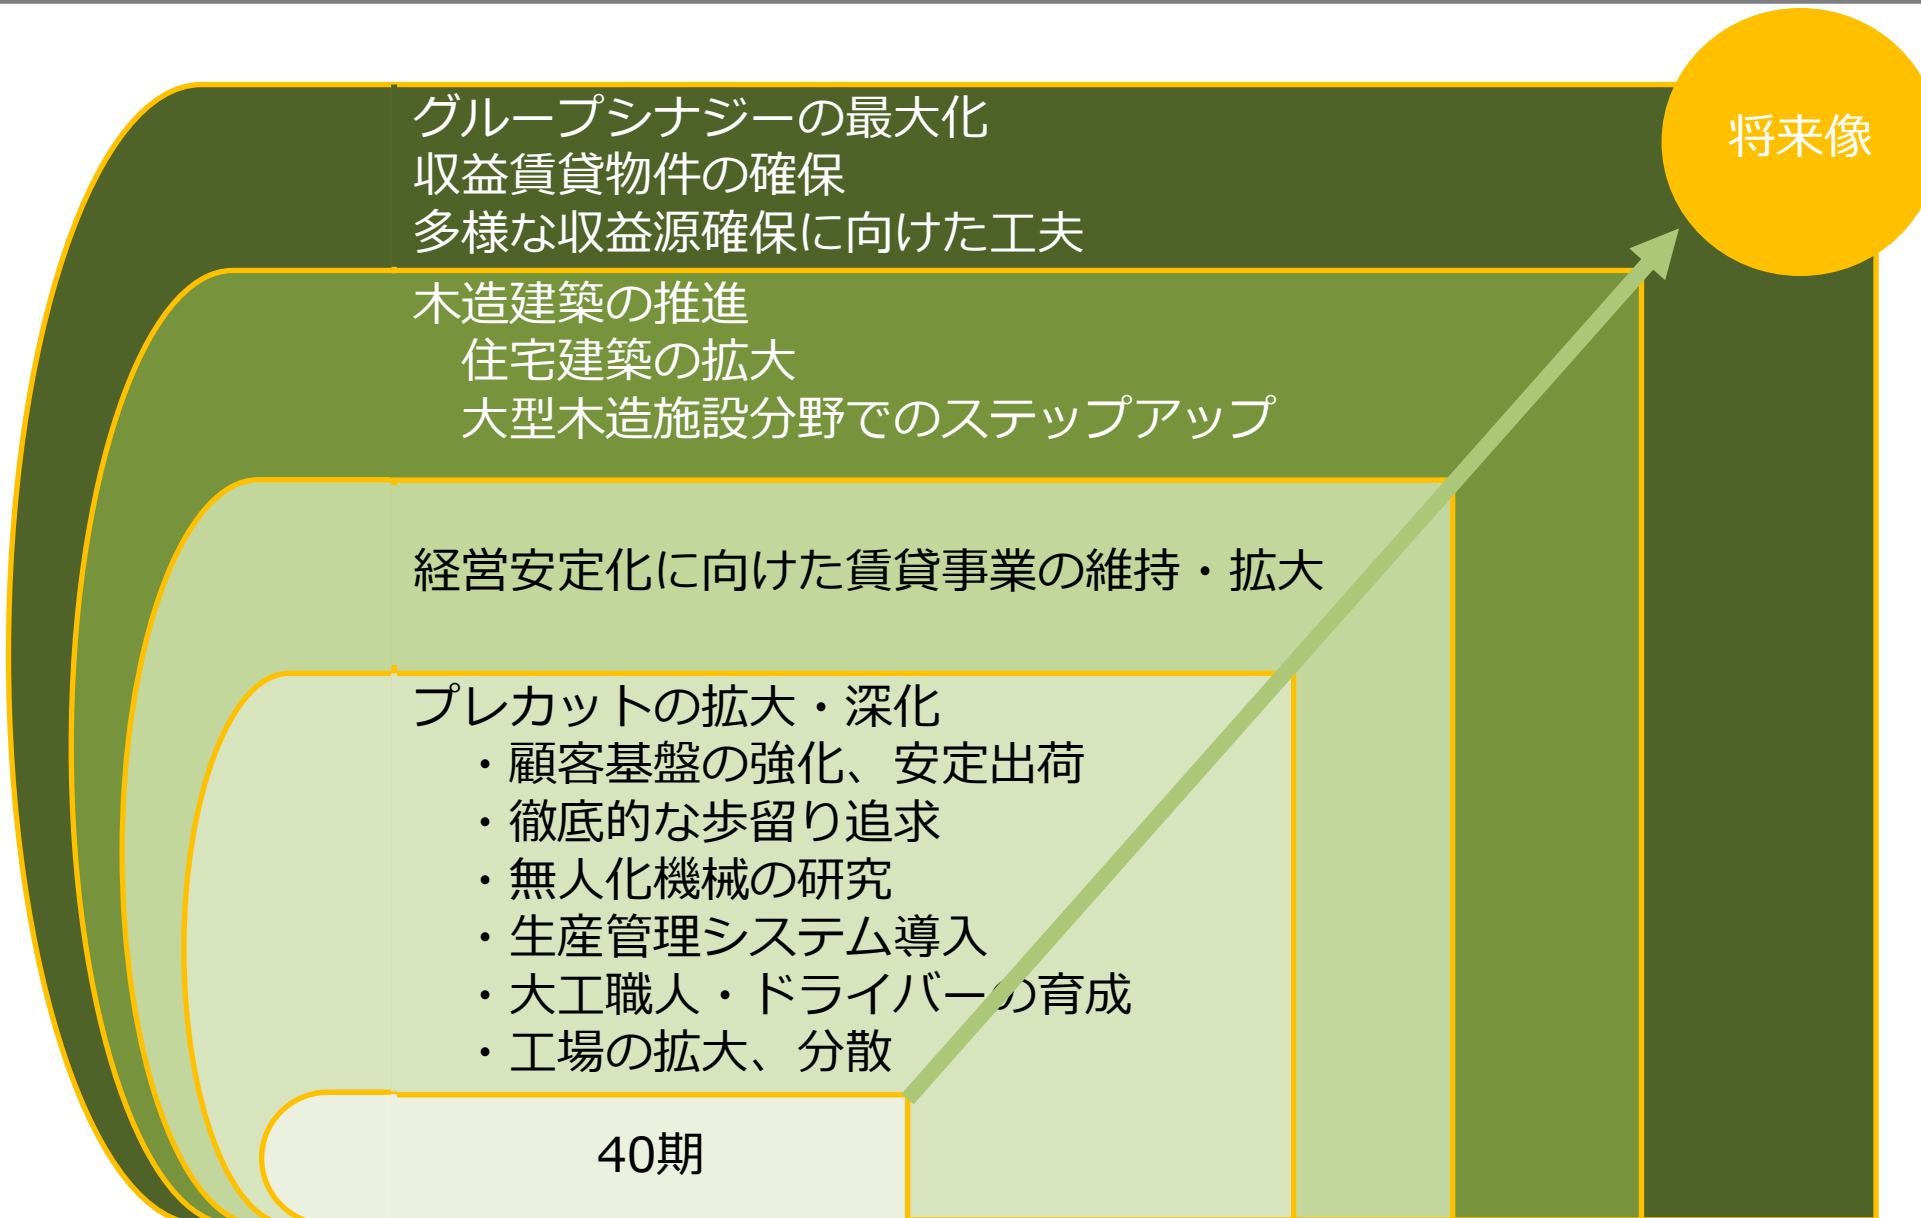 将来像
グループシナジーの最大化
収益賃貸物件の確保
多様な収益源確保に向けた工夫
木造建築の推進
　住宅建築の拡大
　大型木造施設分野でのステップアップ
経営安定化に向けた賃貸事業の維持・拡大
プレカットの拡大・深化
　・顧客基盤の強化、安定出荷
　・徹底的な歩留り追求
　・無人化機械の研究
　・生産管理システム導入
　・大工職人・ドライバーの育成
　・工場の拡大、分散
40期